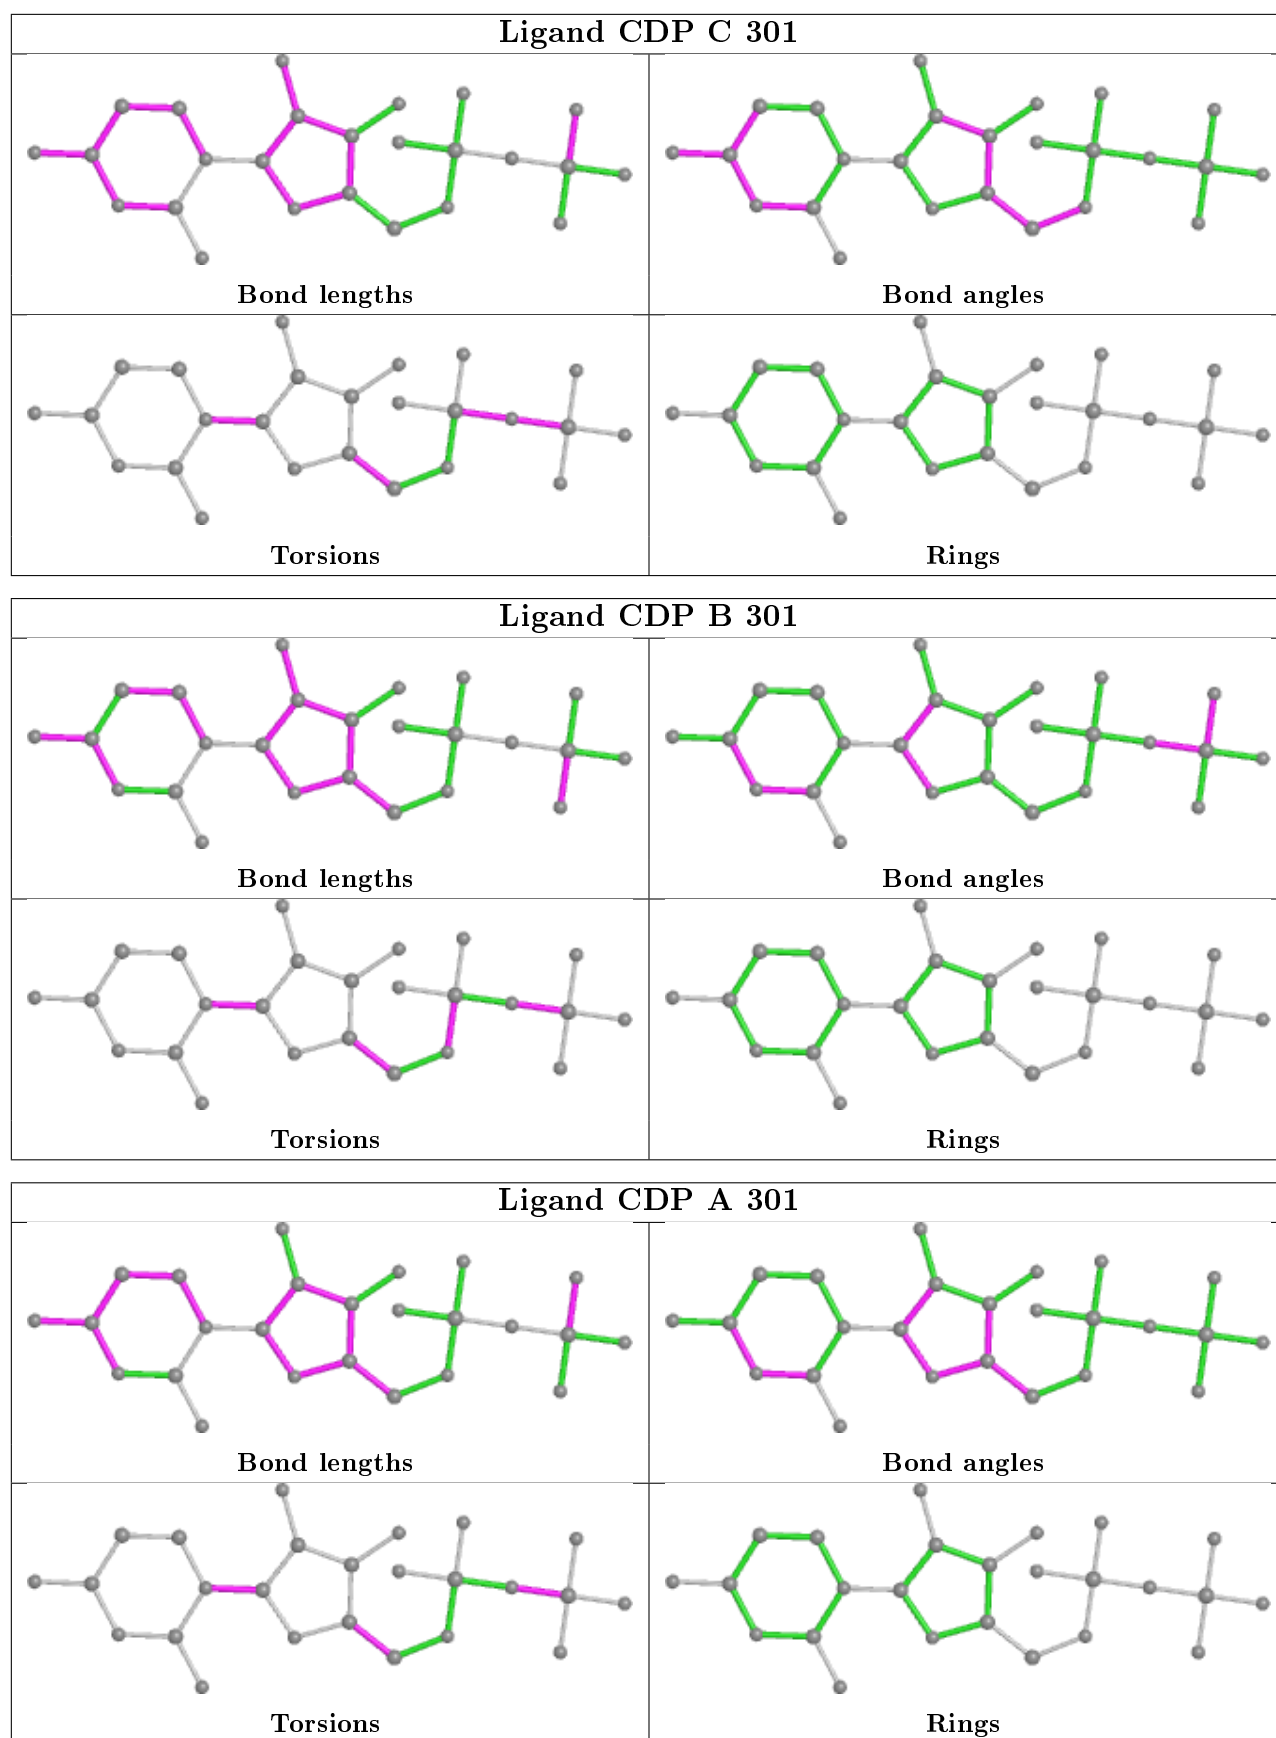 Ligand CDP C 301
Bond lengths
Bond angles
Torsions
Rings
Ligand CDP B 301
Bond lengths
Bond angles
Torsions
Rings
Ligand CDP A 301
Bond lengths
Bond angles
Torsions
Rings